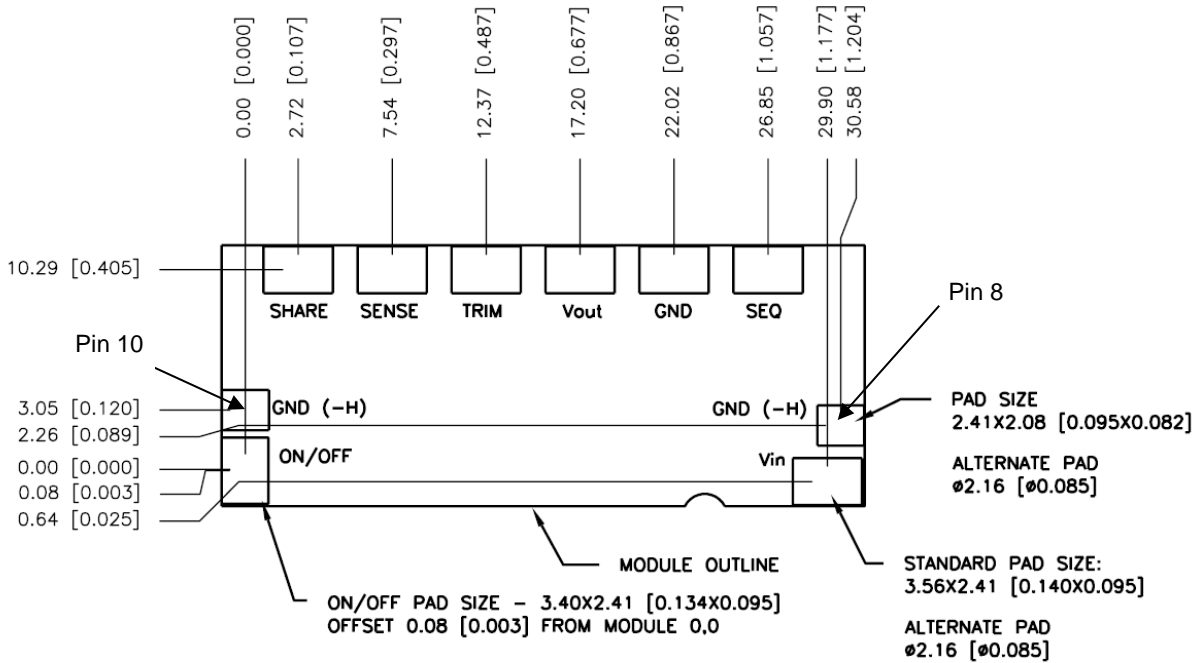 0.00 [0.000]
2.72 [0.107]
7.54 [0.297]
12.37 [0.487]
17.20 [0.677]
22.02 [0.867]
26.85 [1.057]
29.90 [1.177]
30.58 [1.204]
10.29 [0.405]
SHARE
SENSE
TRIM
Vout
GND
SEQ
Pin 8
Pin 10
3.05 [0.120]
2.26 [0.089]
0.00 [0.000]
0.08 [0.003]
0.64 [0.025]
GND (-H)
ON/OFF
GND (-H)
Vin
PAD SIZE
2.41X2.08 [0.095X0.082]
ALTERNATE PAD
ø2.16 [ø0.085]
MODULE OUTLINE
ON/OFF PAD SIZE - 3.40X2.41 [0.134X0.095]
OFFSET 0.08 [0.003] FROM MODULE 0,0
STANDARD PAD SIZE:
3.56X2.41 [0.140X0.095]
ALTERNATE PAD
ø2.16 [ø0.085]